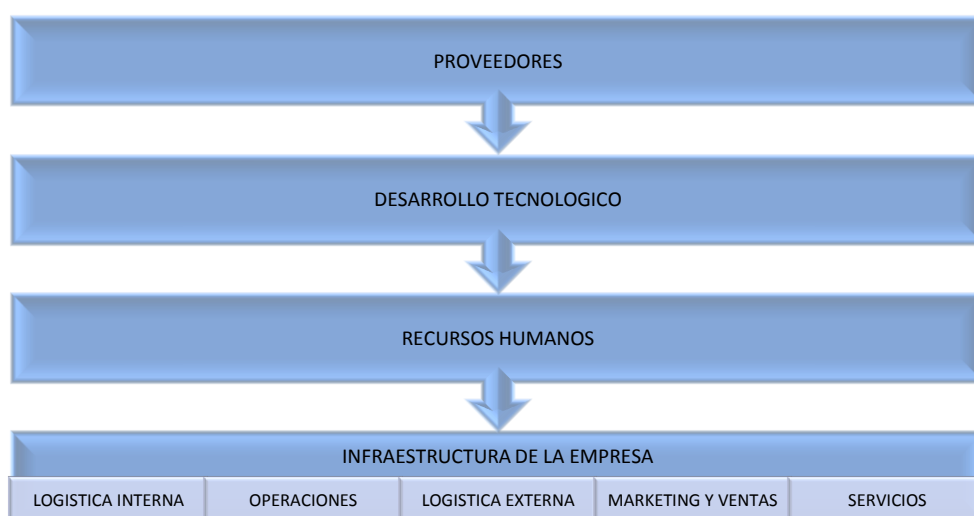 PROVEEDORES
DESARROLLO TECNOLOGICO
RECURSOS HUMANOS
INFRAESTRUCTURA DE LA EMPRESA
LOGISTICA INTERNA
OPERACIONES
LOGISTICA EXTERNA
MARKETING Y VENTAS
SERVICIOS